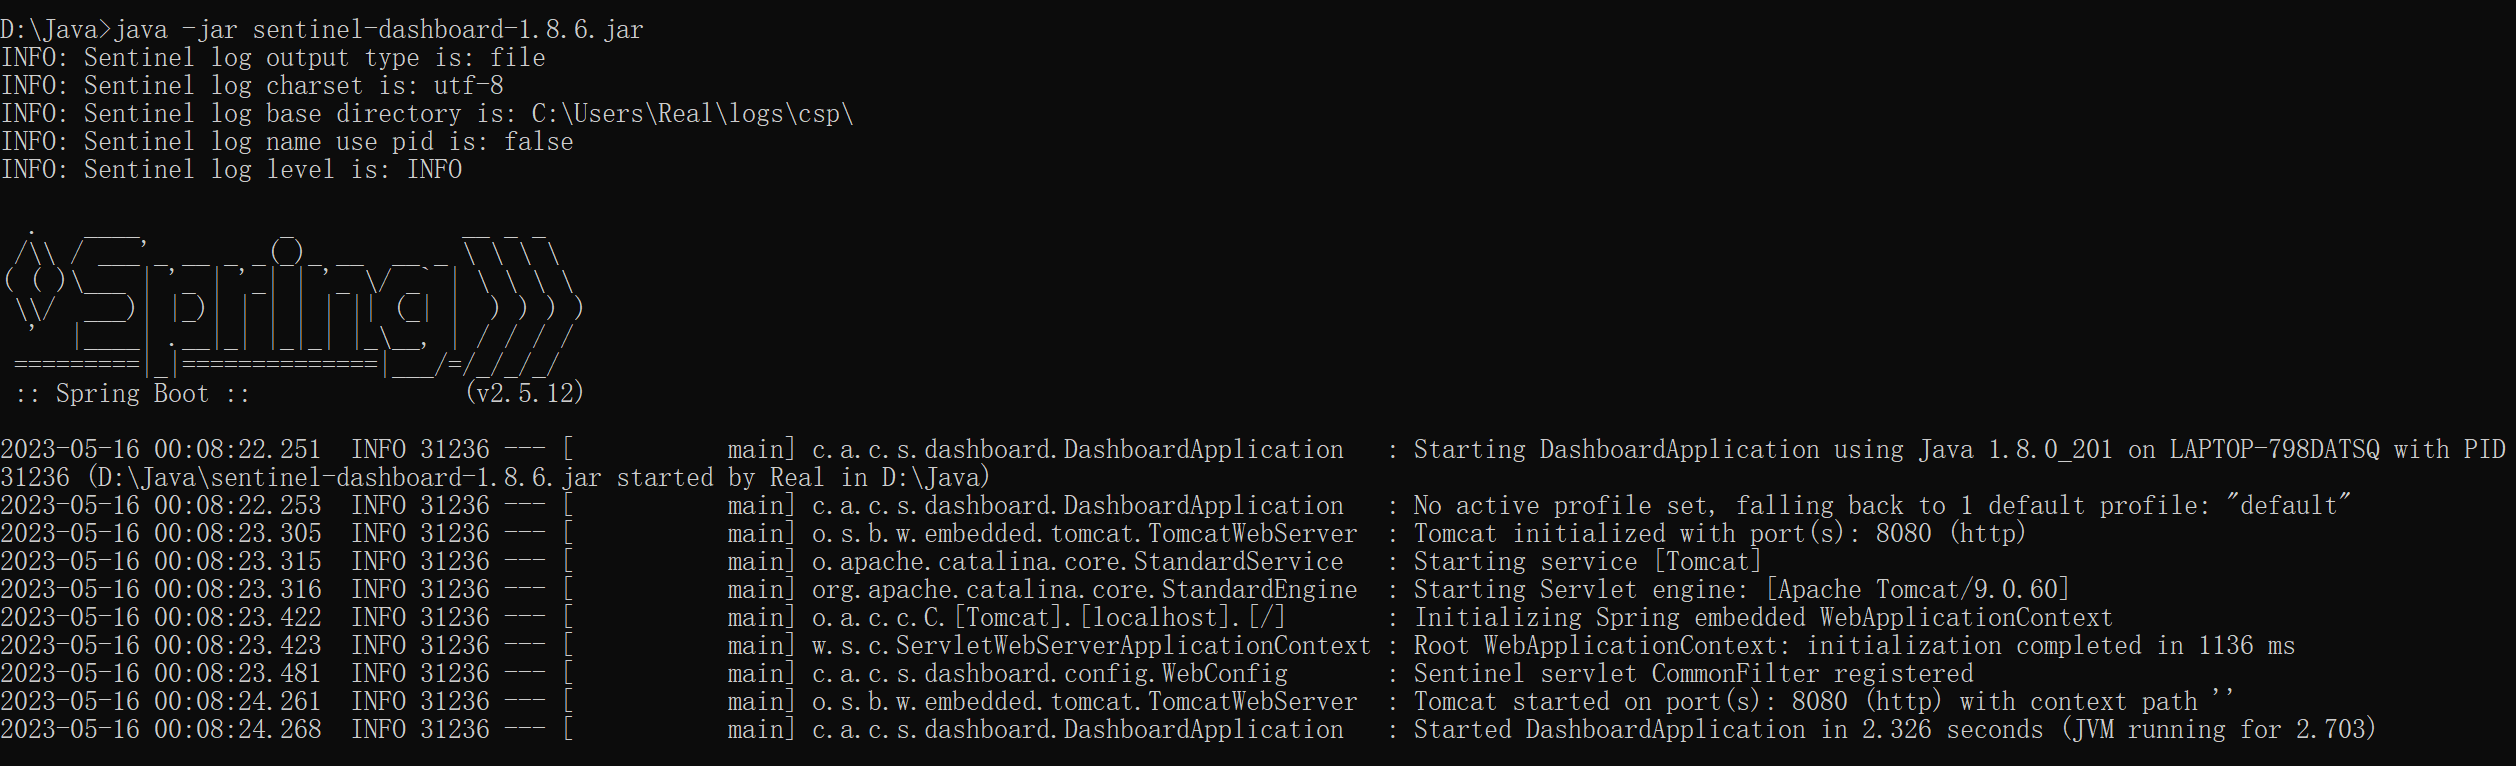 D:\Java>java -jar sentinel-dashboard-1.8.6.jar
INFO: Sentinel log output type is: file
INFO: Sentinel log charset is: utf-8
INFO: Sentinel log base directory is: C:\Users\Real\logs\csp\
INFO: Sentinel log name use pid is: false
INFO: Sentinel log level is: INFO
  .   ____          _            __ _ _
 /\\ / ___'_ __ _ _(_)_ __  __ _ \ \ \ \
( ( )\___ | '_ | '_| | '_ \/ _` | \ \ \ \
 \\/  ___)| |_)| | | | | || (_| |  ) ) ) )
  '  |____| .__|_| |_|_| |_\__, | / / / /
 =========|_|==============|___/=/_/_/_/
 :: Spring Boot ::               (v2.5.12)
2023-05-16 00:08:22.251  INFO 31236 --- [           main] c.a.c.s.dashboard.DashboardApplication   : Starting DashboardApplication using Java 1.8.0_201 on LAPTOP-798DATSQ with PID
31236 (D:\Java\sentinel-dashboard-1.8.6.jar started by Real in D:\Java)
2023-05-16 00:08:22.253  INFO 31236 --- [           main] c.a.c.s.dashboard.DashboardApplication   : No active profile set, falling back to 1 default profile: "default"
2023-05-16 00:08:23.305  INFO 31236 --- [           main] o.s.b.w.embedded.tomcat.TomcatWebServer  : Tomcat initialized with port(s): 8080 (http)
2023-05-16 00:08:23.315  INFO 31236 --- [           main] o.apache.catalina.core.StandardService   : Starting service [Tomcat]
2023-05-16 00:08:23.316  INFO 31236 --- [           main] org.apache.catalina.core.StandardEngine  : Starting Servlet engine: [Apache Tomcat/9.0.60]
2023-05-16 00:08:23.422  INFO 31236 --- [           main] o.a.c.c.C.[Tomcat].[localhost].[/]       : Initializing Spring embedded WebApplicationContext
2023-05-16 00:08:23.423  INFO 31236 --- [           main] w.s.c.ServletWebServerApplicationContext : Root WebApplicationContext: initialization completed in 1136 ms
2023-05-16 00:08:23.481  INFO 31236 --- [           main] c.a.c.s.dashboard.config.WebConfig       : Sentinel servlet CommonFilter registered
2023-05-16 00:08:24.261  INFO 31236 --- [           main] o.s.b.w.embedded.tomcat.TomcatWebServer  : Tomcat started on port(s): 8080 (http) with context path ''
2023-05-16 00:08:24.268  INFO 31236 --- [           main] c.a.c.s.dashboard.DashboardApplication   : Started DashboardApplication in 2.326 seconds (JVM running for 2.703)